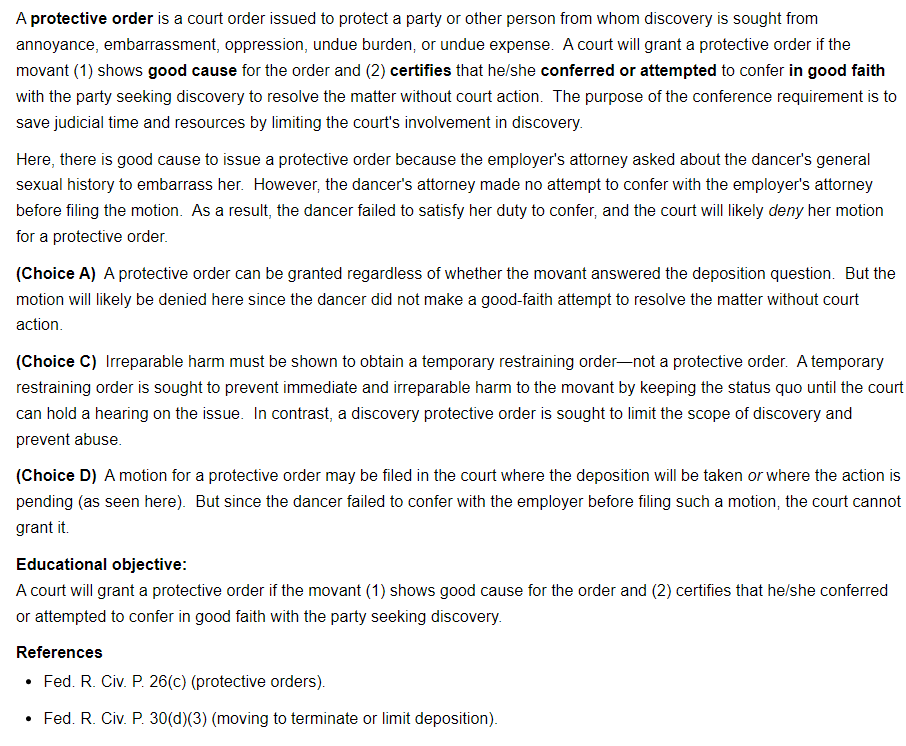 A protective order is a court order issued to protect a party or other person from whom discovery is sought from
annoyance, embarrassment, oppression, undue burden, or undue expense. A court will grant a protective order if the
movant (1) shows good cause for the order and (2) certifies that he/she conferred or attempted to confer in good faith
with the party seeking discovery to resolve the matter without court action. The purpose of the conference requirement is to
save judicial time and resources by limiting the court's involvement in discovery.
Here, there is good cause to issue a protective order because the employer's attorney asked about the dancer's general
sexual history to embarrass her. However, the dancer's attorney made no attempt to confer with the employer's attorney
before filing the motion. As a result, the dancer failed to satisfy her duty to confer, and the court will likely deny her motion
for a protective order.
(Choice A) A protective order can be granted regardless of whether the movant answered the deposition question. But the
motion will likely be denied here since the dancer did not make a good-faith attempt to resolve the matter without court
action.
(Choice C) Irreparable harm must be shown to obtain a temporary restraining order—not a protective order. A temporary
restraining order is sought to prevent immediate and irreparable harm to the movant by keeping the status quo until the court
can hold a hearing on the issue. In contrast, a discovery protective order is sought to limit the scope of discovery and
prevent abuse.
(Choice D) A motion for a protective order may be filed in the court where the deposition will be taken or where the action is
pending (as seen here). But since the dancer failed to confer with the employer before filing such a motion, the court cannot
grant it.
Educational objective:
A court will grant a protective order if the movant (1) shows good cause for the order and (2) certifies that he/she conferred
or attempted to confer in good faith with the party seeking discovery.
References
• Fed. R. Civ. P. 26(c) (protective orders).
• Fed. R. Civ. P. 30(d)(3) (moving to terminate or limit deposition).